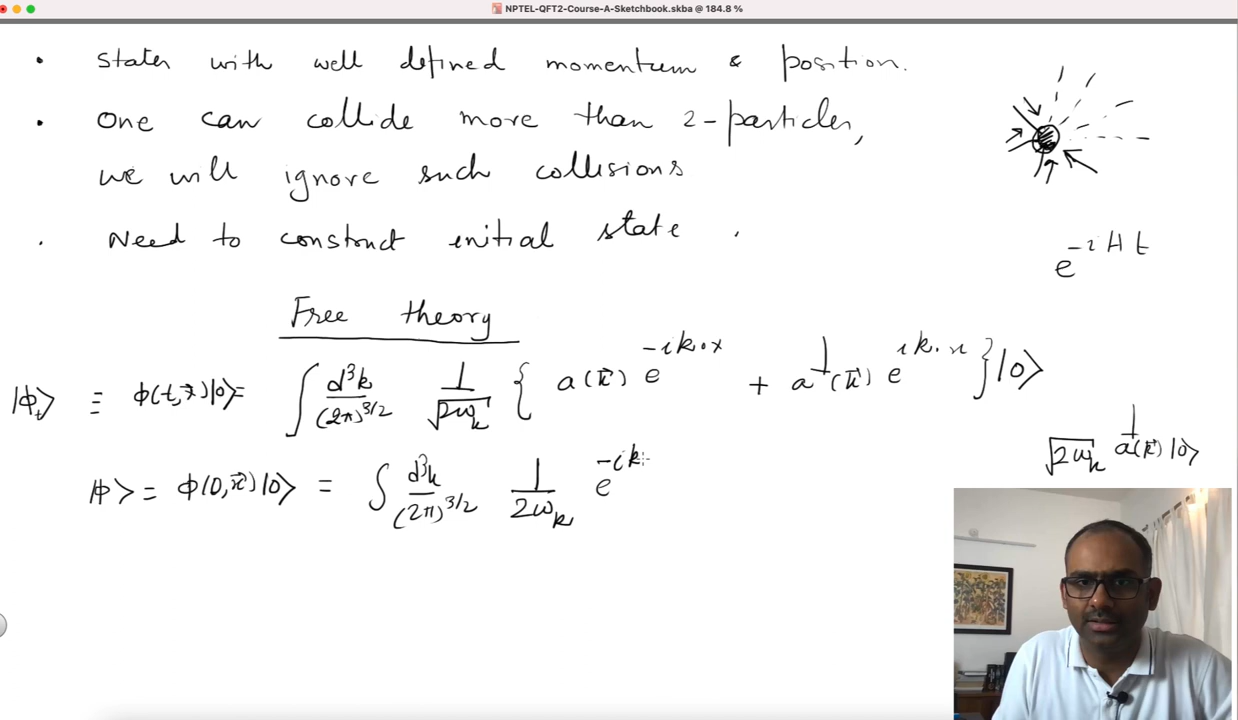 NPTEL-QFT2-Course-A-Sketchbook.skba @ 184.8 %
• states with well defined momentum & position.
• One can collide more than 2-particles,
we will ignore such collisions
• Need to construct initial state .
e^{-iHt}
Free theory
|ϕ_t⟩ ≡ ϕ(t,x⃗)|0⟩ = ∫ d³k/(2π)^{3/2} 1/√(2ω_k) { a(k⃗) e^{-ik·x} + a†(k⃗) e^{ik·x} }|0⟩
√(2ω_k) a†(k⃗)|0⟩
|ϕ⟩ = ϕ(0,x⃗)|0⟩ = ∫ d³k/(2π)^{3/2} 1/2ω_k e^{-ik·